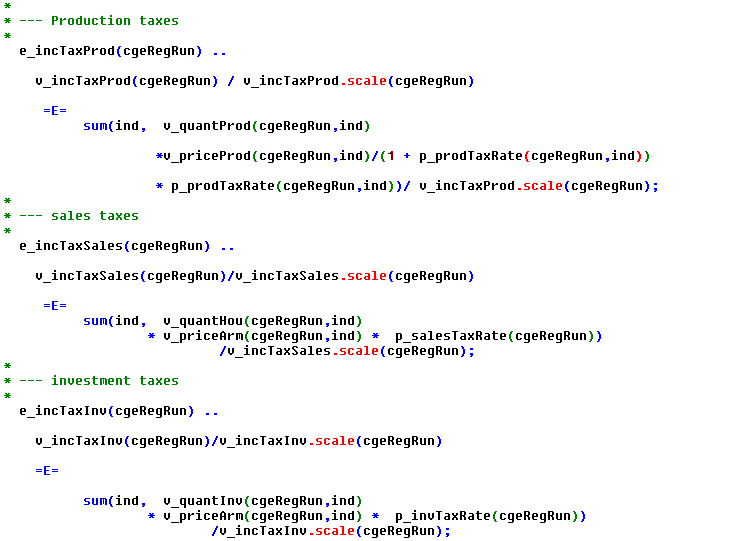 *
* --- Production taxes
*
  e_incTaxProd(cgeRegRun) ..
    v_incTaxProd(cgeRegRun) / v_incTaxProd.scale(cgeRegRun)
     =E=
          sum(ind,  v_quantProd(cgeRegRun,ind)
                   *v_priceProd(cgeRegRun,ind)/(1 + p_prodTaxRate(cgeRegRun,ind))
                   * p_prodTaxRate(cgeRegRun,ind))/ v_incTaxProd.scale(cgeRegRun);
*
* --- sales taxes
*
  e_incTaxSales(cgeRegRun) ..
    v_incTaxSales(cgeRegRun)/v_incTaxSales.scale(cgeRegRun)
     =E=
          sum(ind,  v_quantHou(cgeRegRun,ind)
                  * v_priceArm(cgeRegRun,ind) *  p_salesTaxRate(cgeRegRun))
                           /v_incTaxSales.scale(cgeRegRun);
*
* --- investment taxes
*
  e_incTaxInv(cgeRegRun) ..
    v_incTaxInv(cgeRegRun)/v_incTaxInv.scale(cgeRegRun)
    =E=
          sum(ind,  v_quantInv(cgeRegRun,ind)
                  * v_priceArm(cgeRegRun,ind) *  p_invTaxRate(cgeRegRun))
                          /v_incTaxInv.scale(cgeRegRun);